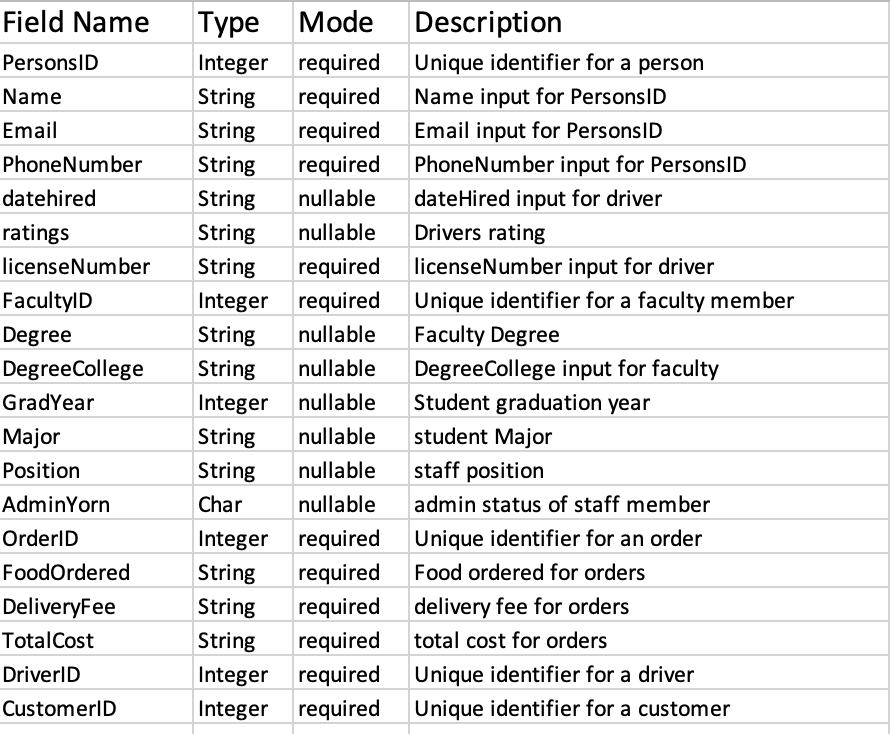 Field Name Type Mode Description
PersonsID Integer required Unique identifier for a person
Name String required Name input for PersonsID
Email String required Email input for PersonsID
PhoneNumber String required PhoneNumber input for PersonsID
datehired String nullable dateHired input for driver
ratings String nullable Drivers rating
licenseNumber String required licenseNumber input for driver
FacultyID Integer required Unique identifier for a faculty member
Degree String nullable Faculty Degree
DegreeCollege String nullable DegreeCollege input for faculty
GradYear Integer nullable Student graduation year
Major String nullable student Major
Position String nullable staff position
AdminYorn Char nullable admin status of staff member
OrderID Integer required Unique identifier for an order
FoodOrdered String required Food ordered for orders
DeliveryFee String required delivery fee for orders
TotalCost String required total cost for orders
DriverID Integer required Unique identifier for a driver
CustomerID Integer required Unique identifier for a customer